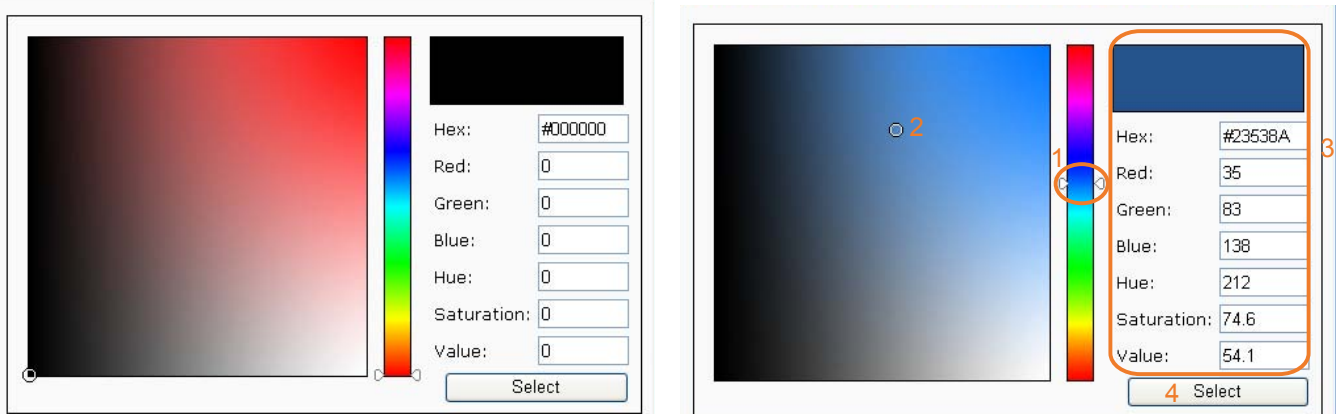 Hex: #000000
Red: 0
Green: 0
Blue: 0
Hue: 0
Saturation: 0
Value: 0
Select
2
1
3
Hex: #23538A
Red: 35
Green: 83
Blue: 138
Hue: 212
Saturation: 74.6
Value: 54.1
4 Select